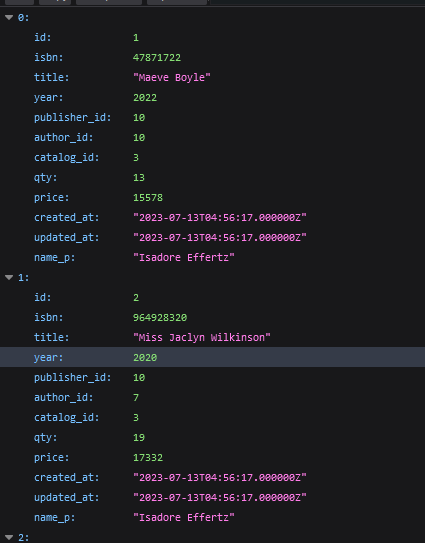 0:
id: 1
isbn: 47871722
title: "Maeve Boyle"
year: 2022
publisher_id: 10
author_id: 10
catalog_id: 3
qty: 13
price: 15578
created_at: "2023-07-13T04:56:17.000000Z"
updated_at: "2023-07-13T04:56:17.000000Z"
name_p: "Isadore Effertz"
1:
id: 2
isbn: 964928320
title: "Miss Jaclyn Wilkinson"
year: 2020
publisher_id: 10
author_id: 7
catalog_id: 3
qty: 19
price: 17332
created_at: "2023-07-13T04:56:17.000000Z"
updated_at: "2023-07-13T04:56:17.000000Z"
name_p: "Isadore Effertz"
2: